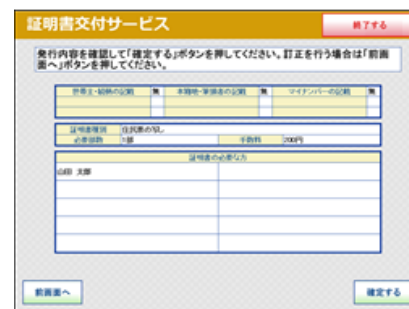 証明書交付サービス
終了する
発行内容を確認して「確定する」ボタンを押してください。訂正を行う場合は「前画
面へ」ボタンを押してください。
世帯主・続柄の記載 無 本籍地・筆頭者の記載 無 マイナンバーの記載 無
証明書種別 住民票の写し
必要部数 1部 手数料 200円
証明書の必要な方
山田 太郎
前画面へ
確定する